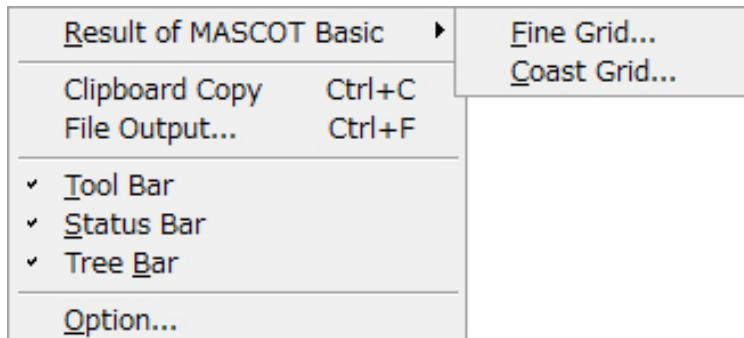 Result of MASCOT Basic
Fine Grid...
Coast Grid...
Clipboard Copy Ctrl+C
File Output... Ctrl+F
Tool Bar
Status Bar
Tree Bar
Option...